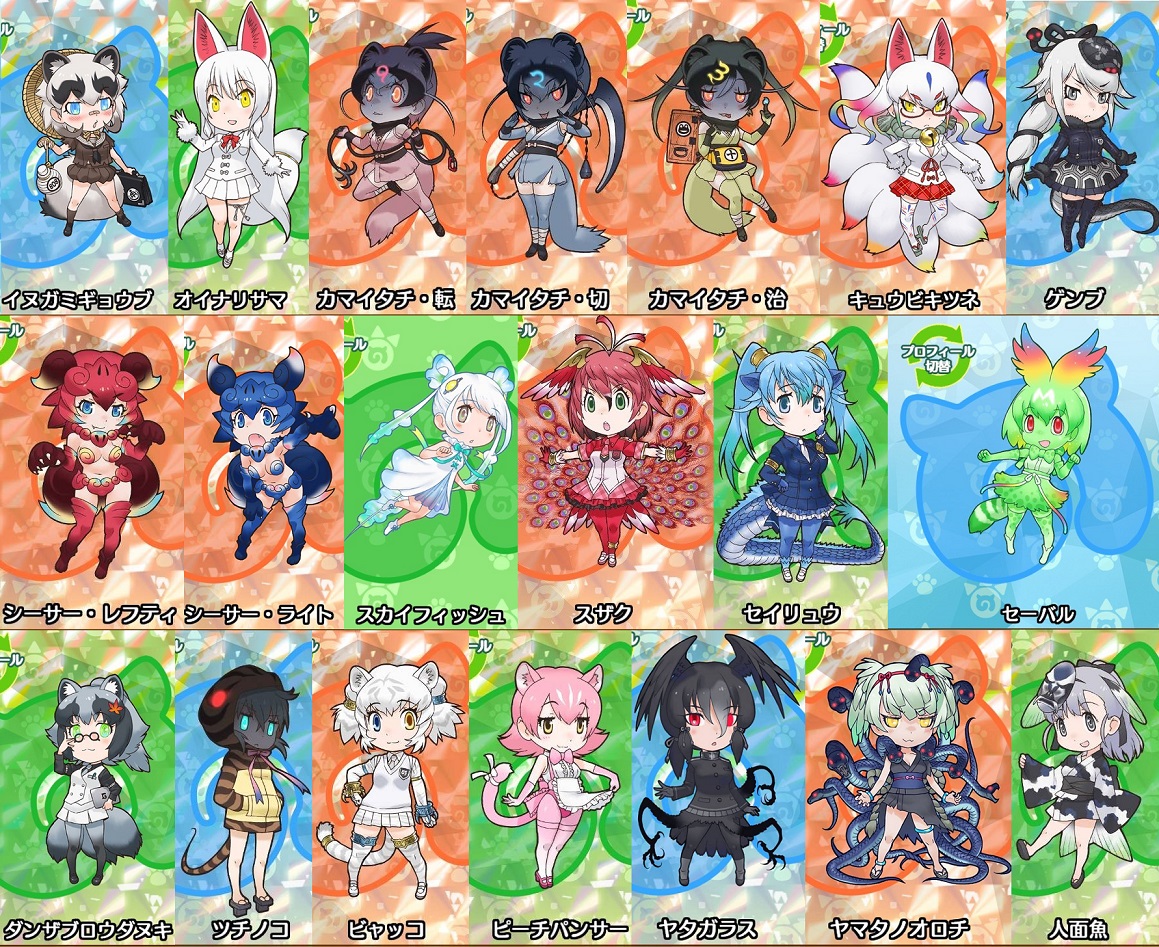 イヌガミギョウブ
オイナリサマ
カマイタチ・転
カマイタチ・切
カマイタチ・治
キュウビキツネ
ゲンブ
シーサー・レフティ
シーサー・ライト
スカイフィッシュ
スザク
セイリュウ
プロフィール
切替
セーバル
ダンザブロウダヌキ
ツチノコ
ビャッコ
ピーチパンサー
ヤタガラス
ヤマタノオロチ
人面魚